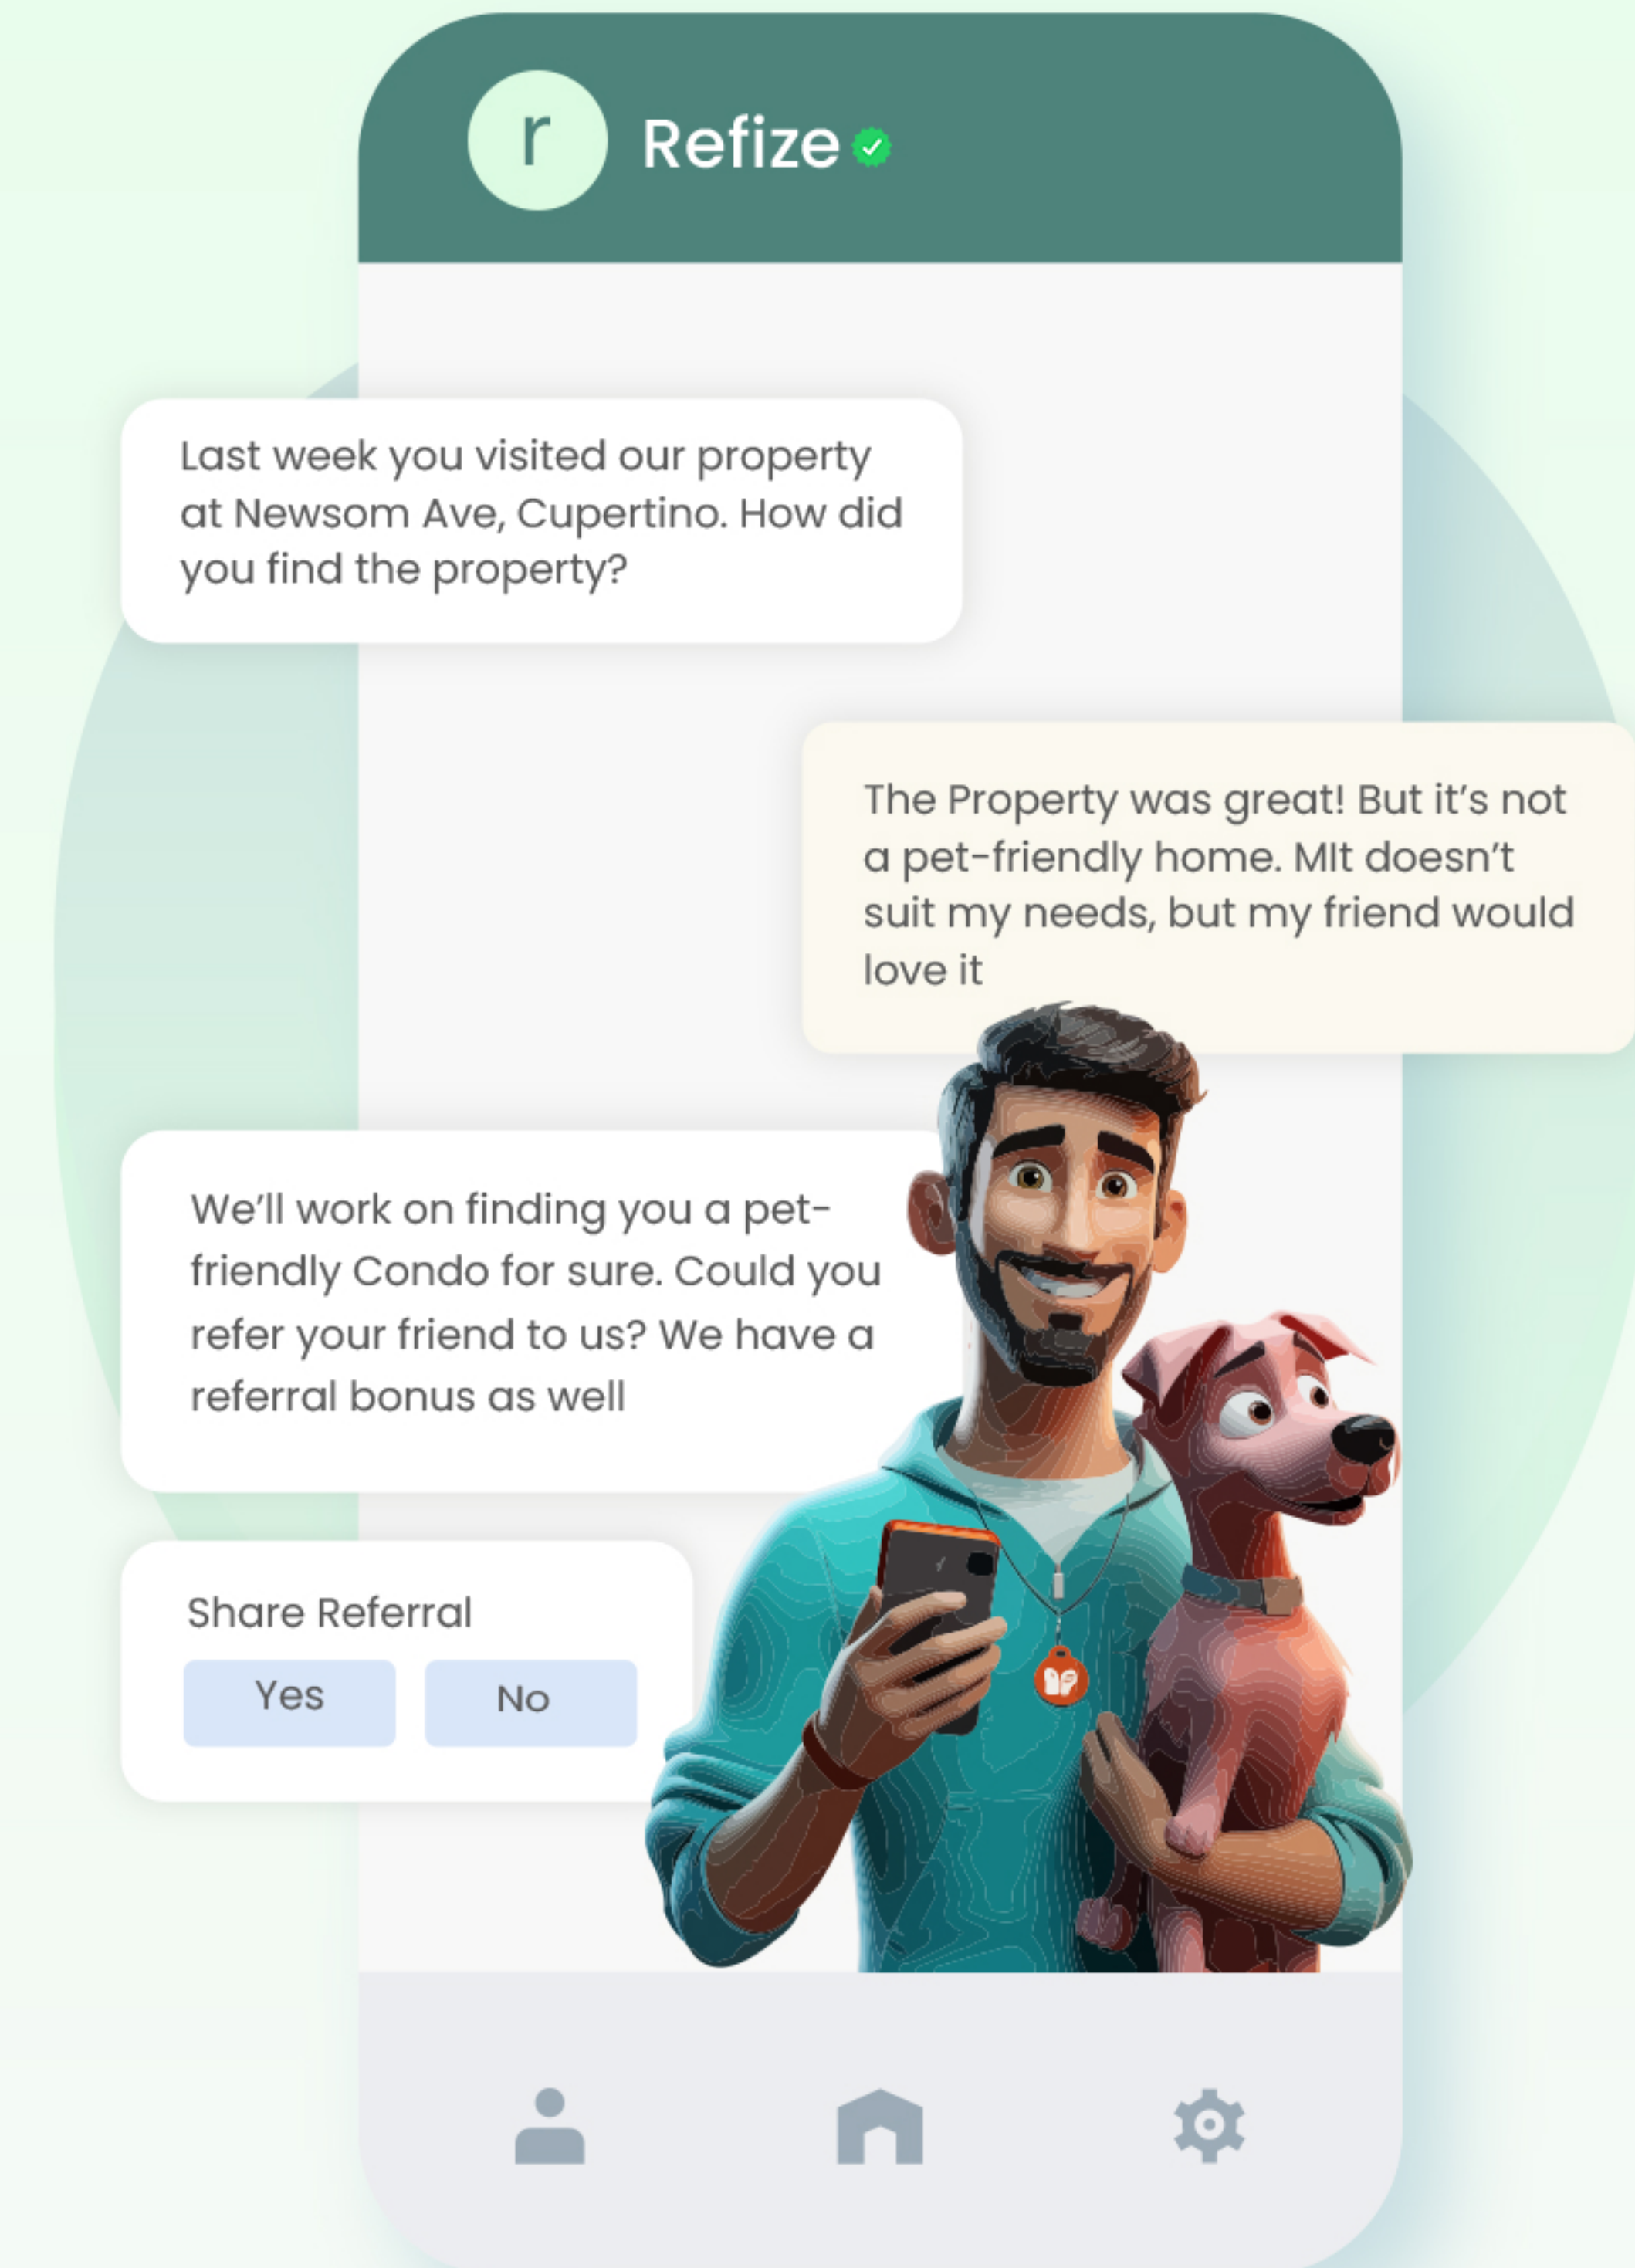 r
Refize
Last week you visited our property
at Newsom Ave, Cupertino. How did
you find the property?
The Property was great! But it’s not
a pet-friendly home. MIt doesn’t
suit my needs, but my friend would
love it
We’ll work on finding you a pet-
friendly Condo for sure. Could you
refer your friend to us? We have a
referral bonus as well
Share Referral
Yes No